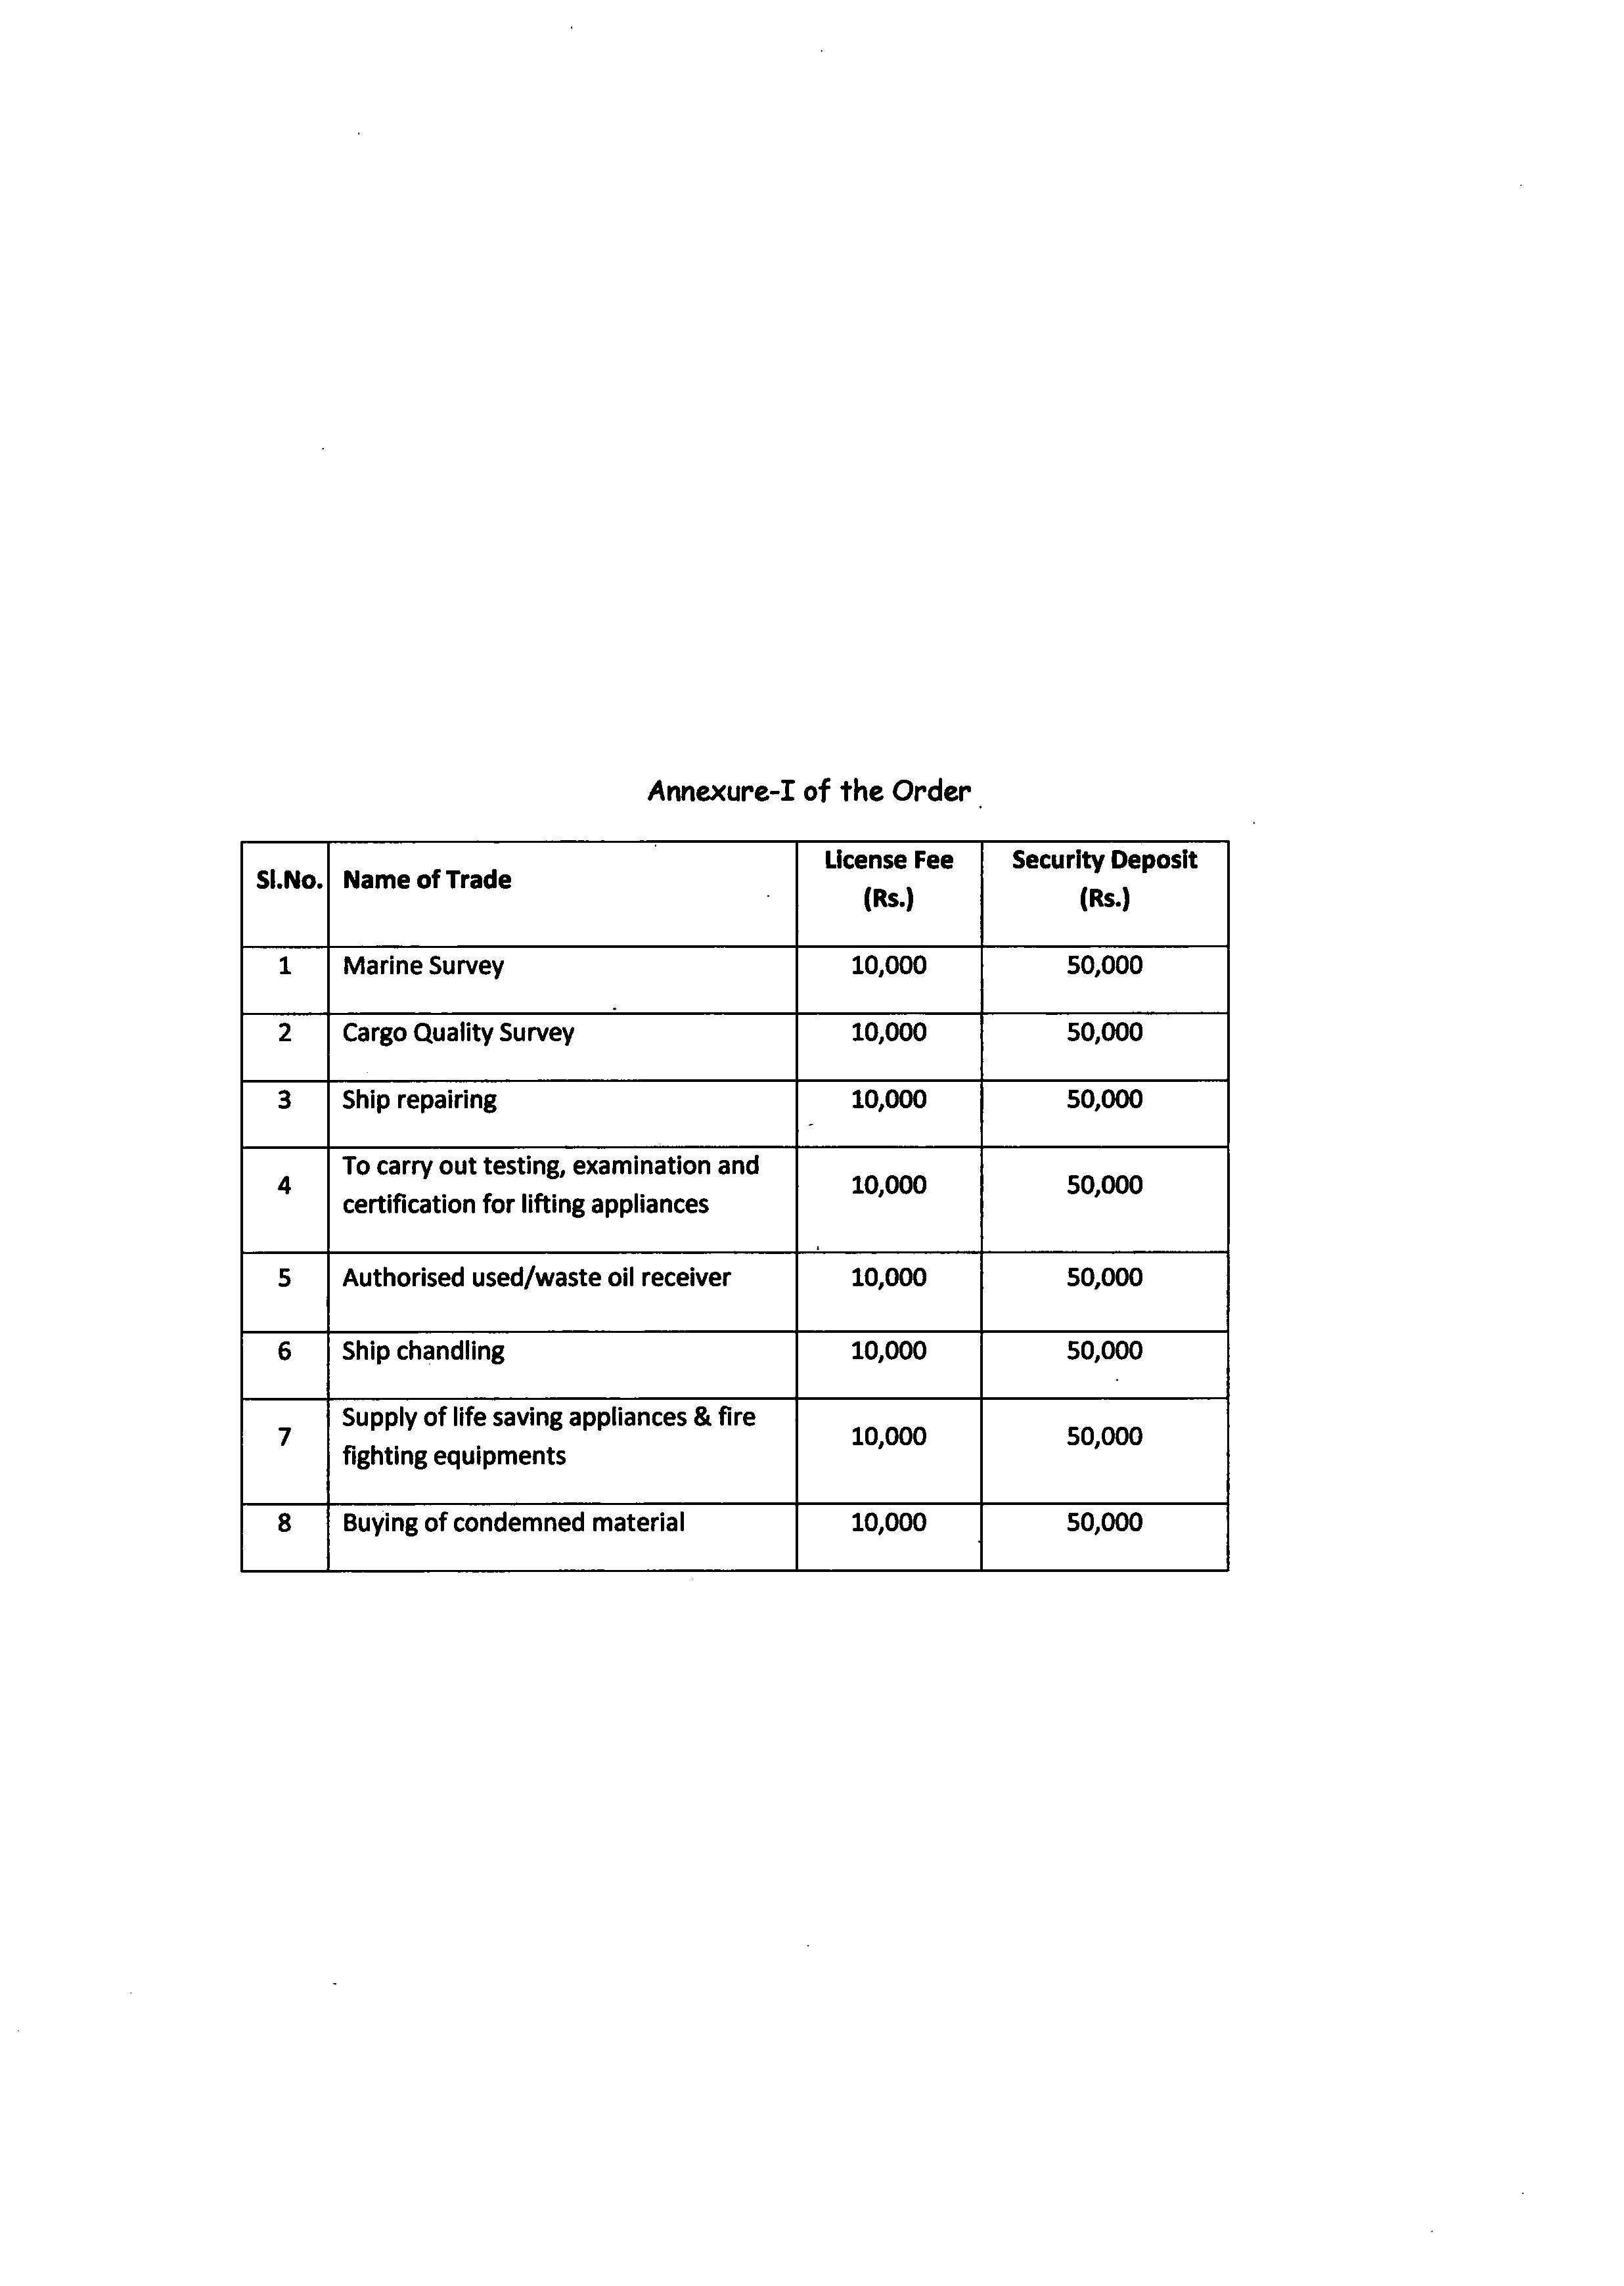 Annexure-I of the Order
Sl.No. Name of Trade License Fee (Rs.) Security Deposit (Rs.)
1 Marine Survey 10,000 50,000
2 Cargo Quality Survey 10,000 50,000
3 Ship repairing 10,000 50,000
4 To carry out testing, examination and
certification for lifting appliances 10,000 50,000
5 Authorised used/waste oil receiver 10,000 50,000
6 Ship chandling 10,000 50,000
7 Supply of life saving appliances & fire
fighting equipments 10,000 50,000
8 Buying of condemned material 10,000 50,000